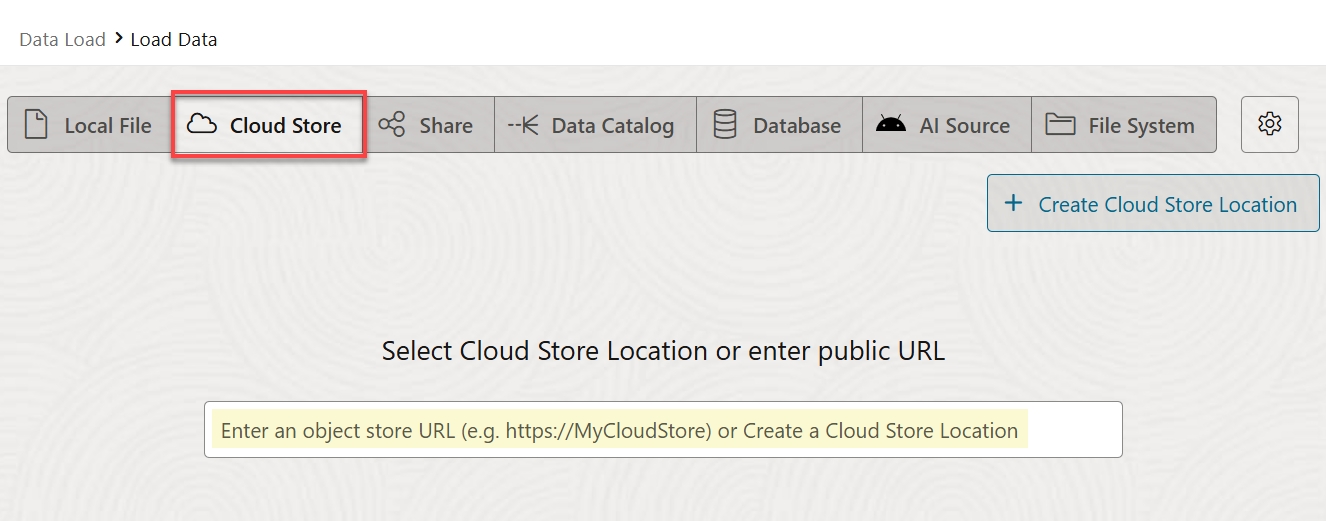 Data Load > Load Data
Local File Cloud Store Share Data Catalog Database AI Source File System
+ Create Cloud Store Location
Select Cloud Store Location or enter public URL
Enter an object store URL (e.g. https://MyCloudStore) or Create a Cloud Store Location